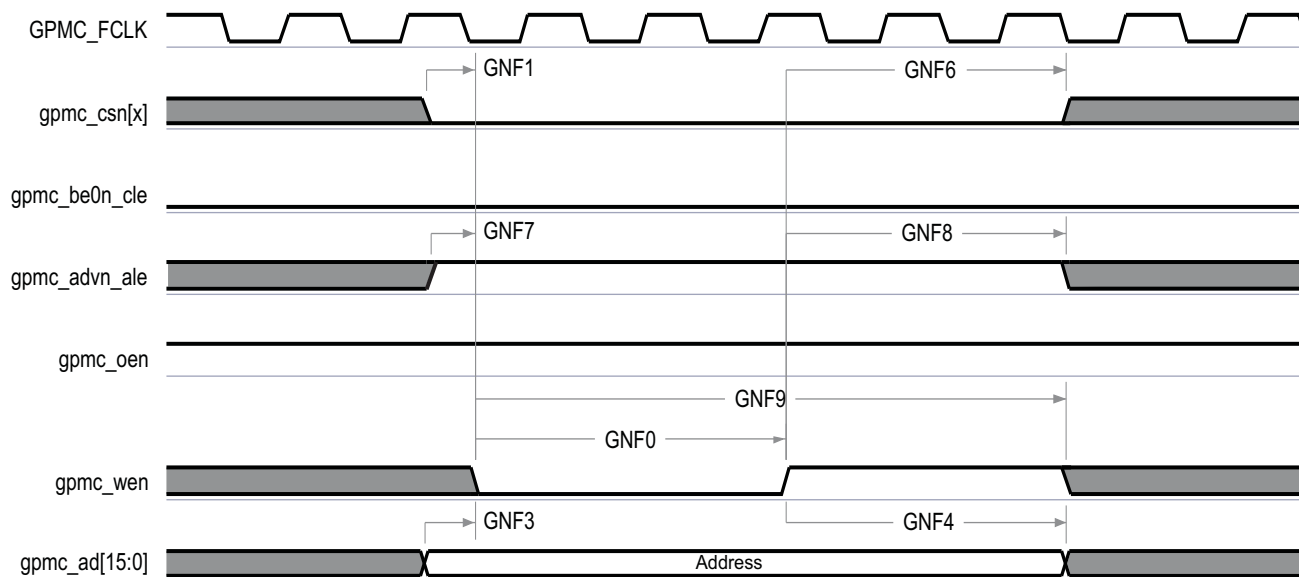 GPMC_FCLK
GNF1
GNF6
gpmc_csn[x]
gpmc_be0n_cle
GNF7
GNF8
gpmc_advn_ale
gpmc_oen
GNF9
GNF0
gpmc_wen
GNF3
GNF4
gpmc_ad[15:0]
Address